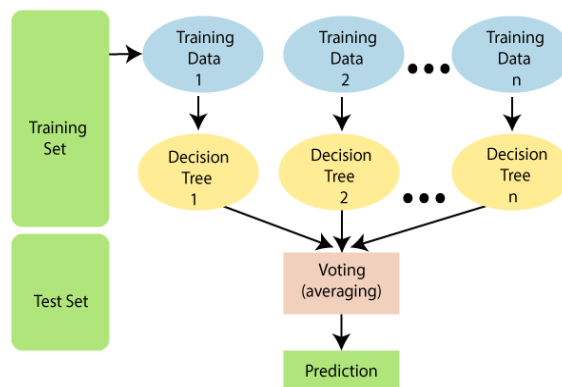 Training
Set
Test Set
Training
Data
1
Training
Data
2
Training
Data
n
Decision
Tree
1
Decision
Tree
2
Decision
Tree
n
Voting
(averaging)
Prediction